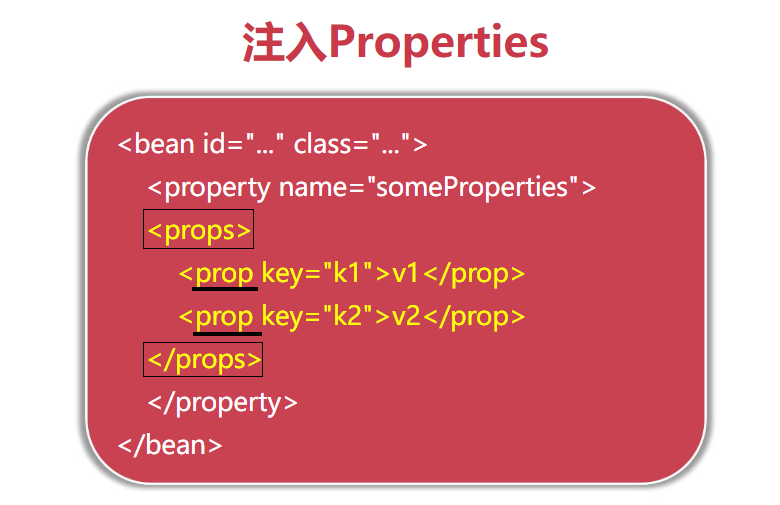 注入Properties
<bean id="..." class="...">
<property name="someProperties">
<props>
<prop key="k1">v1</prop>
<prop key="k2">v2</prop>
</props>
</property>
</bean>